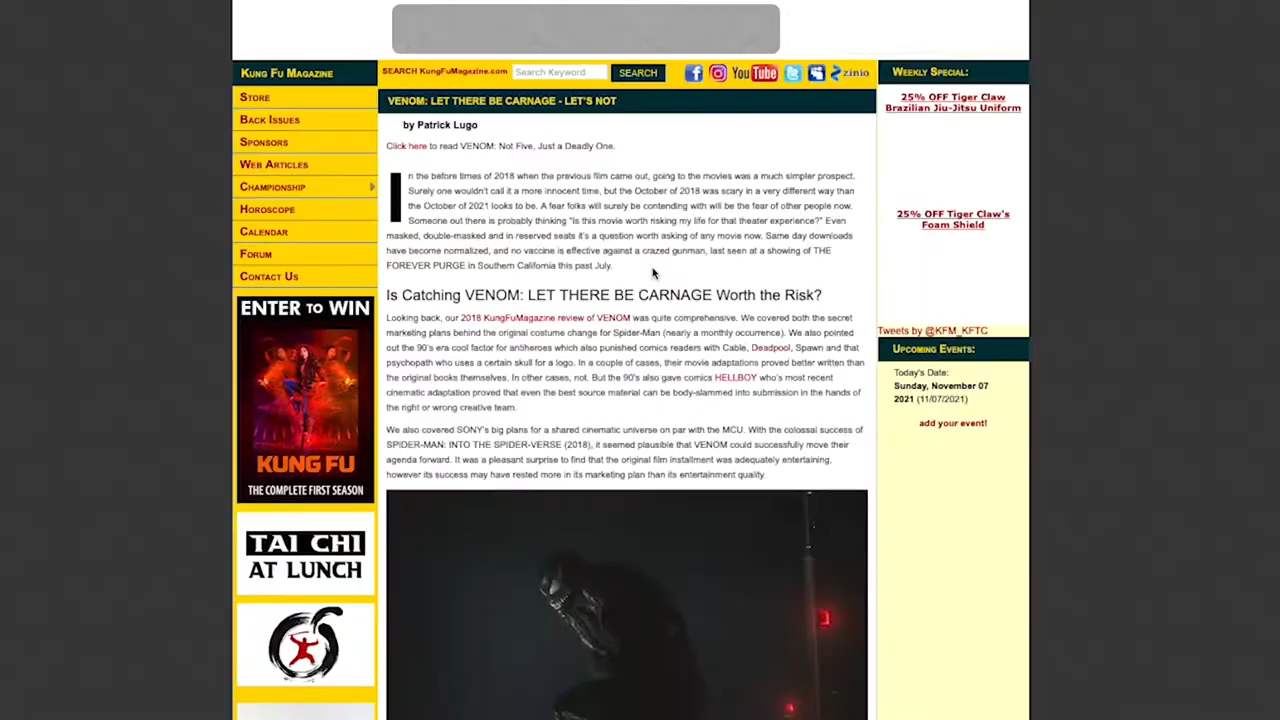 KUNG FU MAGAZINE
STORE
BACK ISSUES
SPONSORS
WEB ARTICLES
CHAMPIONSHIP
HOROSCOPE
CALENDAR
FORUM
CONTACT US
ENTER TO WIN
KUNG FU
THE COMPLETE FIRST SEASON
TAI CHI
AT LUNCH
SEARCH KungFuMagazine.com Search Keyword SEARCH You Tube zinio
VENOM: LET THERE BE CARNAGE - LET'S NOT
by Patrick Lugo
Click here to read VENOM: Not Five, Just a Deadly One.
In the before times of 2018 when the previous film came out, going to the movies was a much simpler prospect.
Surely one wouldn't call it a more innocent time, but the October of 2018 was scary in a very different way than
the October of 2021 looks to be. A fear folks will surely be contending with will be the fear of other people now.
Someone out there is probably thinking "Is this movie worth risking my life for that theater experience?" Even
masked, double-masked and in reserved seats it's a question worth asking of any movie now. Same day downloads
have become normalized, and no vaccine is effective against a crazed gunman, last seen at a showing of THE
FOREVER PURGE in Southern California this past July.
Is Catching VENOM: LET THERE BE CARNAGE Worth the Risk?
Looking back, our 2018 KungFuMagazine review of VENOM was quite comprehensive. We covered both the secret
marketing plans behind the original costume change for Spider-Man (nearly a monthly occurrence). We also pointed
out the 90's era cool factor for antiheroes which also punished comics readers with Cable, Deadpool, Spawn and that
psychopath who uses a certain skull for a logo. In a couple of cases, their movie adaptations proved better written than
the original books themselves. In other cases, not. But the 90's also gave comics HELLBOY who's most recent
cinematic adaptation proved that even the best source material can be body-slammed into submission in the hands of
the right or wrong creative team.
We also covered SONY's big plans for a shared cinematic universe on par with the MCU. With the colossal success of
SPIDER-MAN: INTO THE SPIDER-VERSE (2018), it seemed plausible that VENOM could successfully move their
agenda forward. It was a pleasant surprise to find that the original film installment was adequately entertaining,
however its success may have rested more in its marketing plan than its entertainment quality.
WEEKLY SPECIAL:
25% OFF Tiger Claw
Brazilian Jiu-Jitsu Uniform
25% OFF Tiger Claw's
Foam Shield
Tweets by @KFM_KFTC
UPCOMING EVENTS:
Today's Date:
Sunday, November 07
2021 (11/07/2021)
add your event!